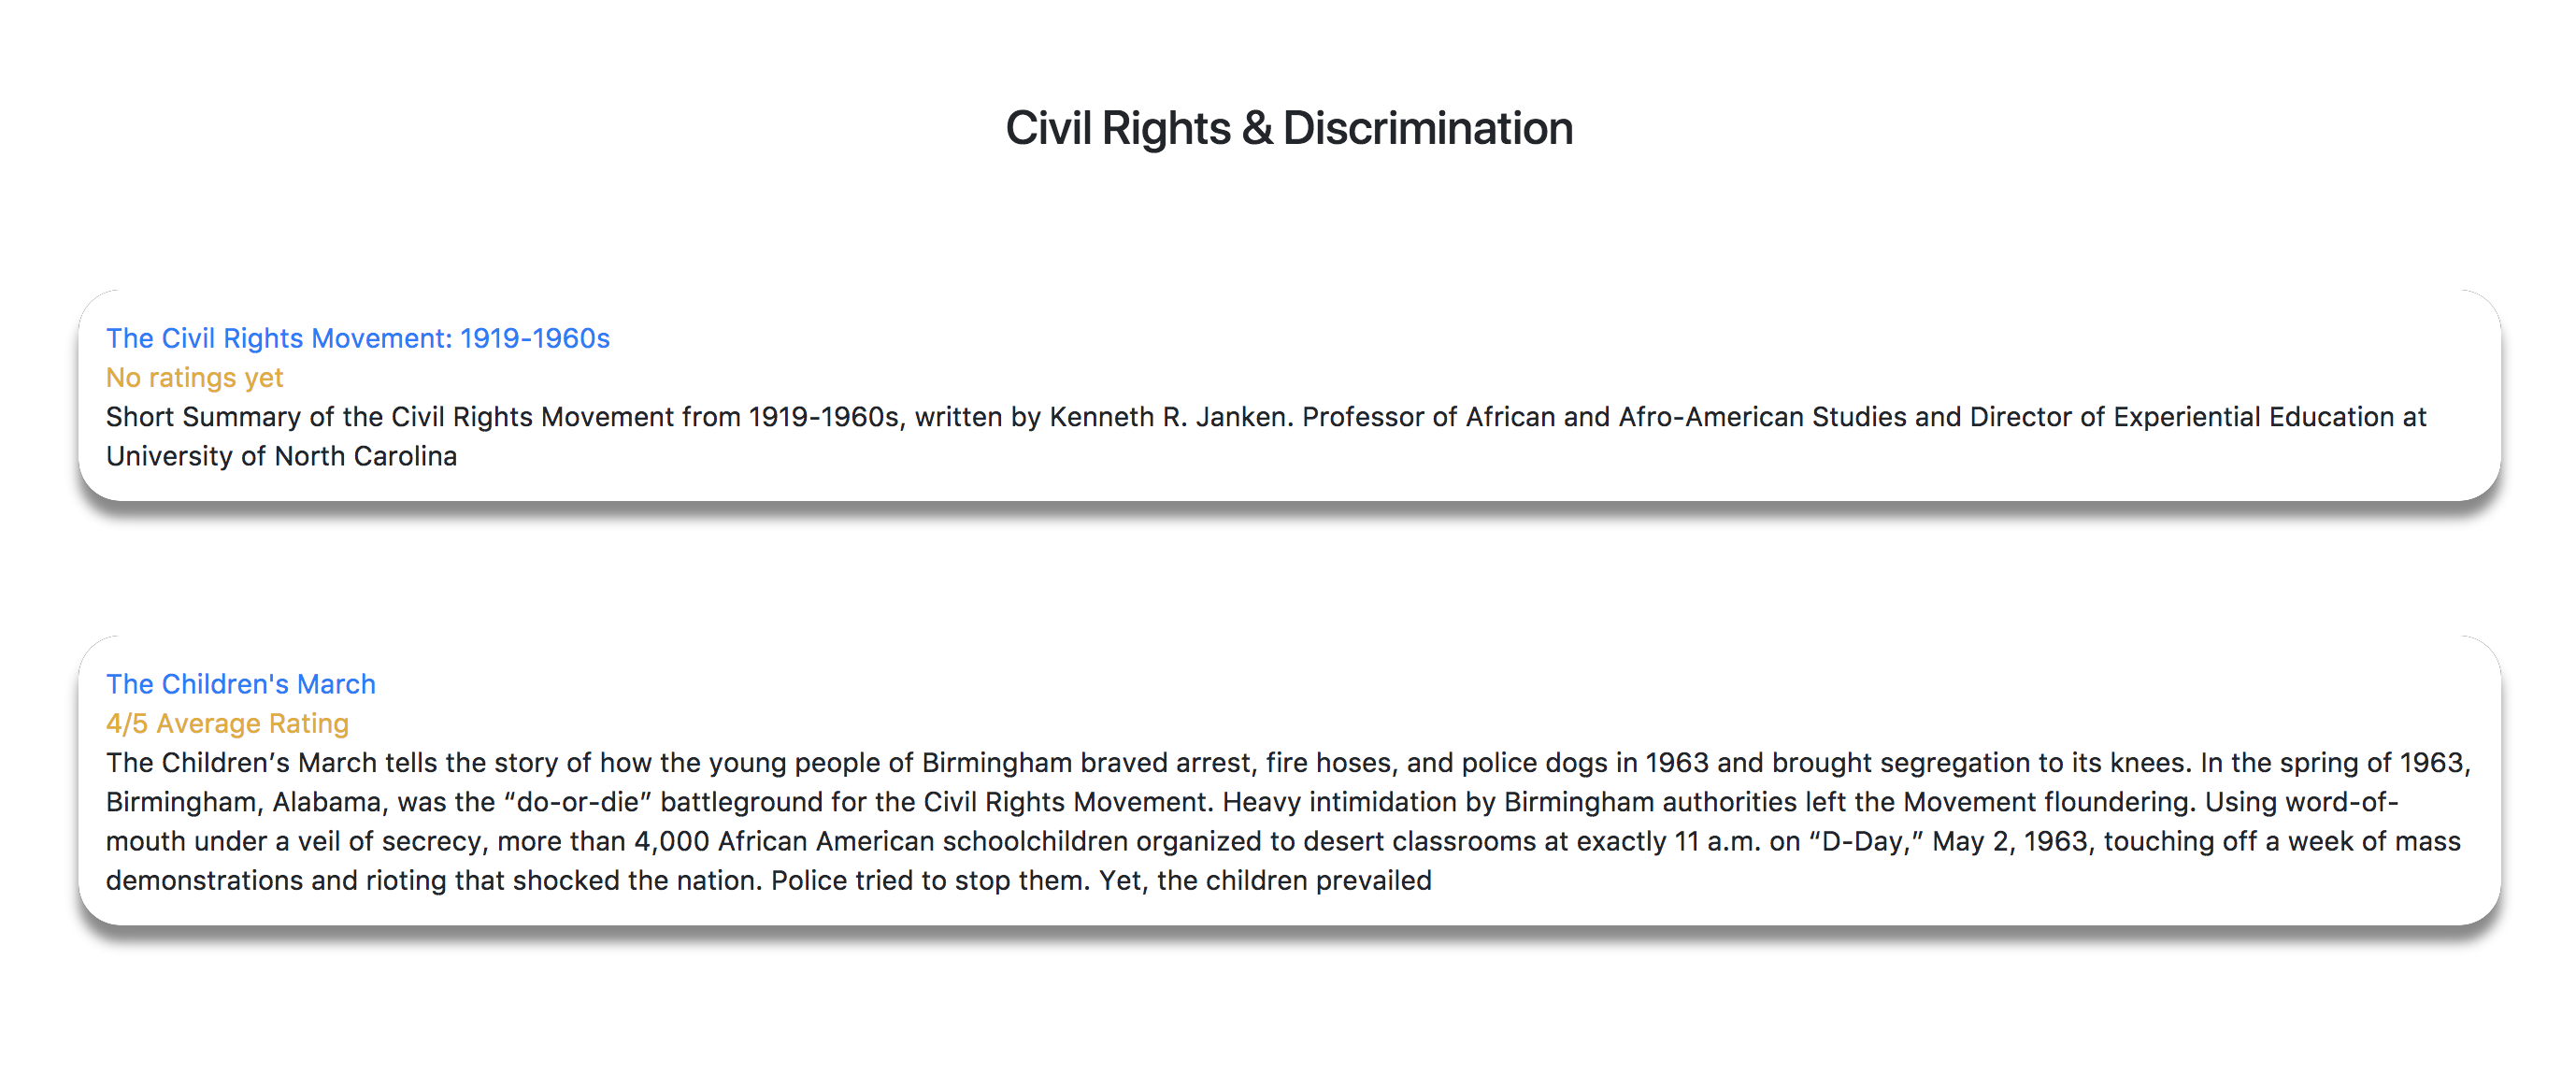 Civil Rights & Discrimination
The Civil Rights Movement: 1919-1960s
No ratings yet
Short Summary of the Civil Rights Movement from 1919-1960s, written by Kenneth R. Janken. Professor of African and Afro-American Studies and Director of Experiential Education at
University of North Carolina
The Children's March
4/5 Average Rating
The Children’s March tells the story of how the young people of Birmingham braved arrest, fire hoses, and police dogs in 1963 and brought segregation to its knees. In the spring of 1963,
Birmingham, Alabama, was the “do-or-die” battleground for the Civil Rights Movement. Heavy intimidation by Birmingham authorities left the Movement floundering. Using word-of-
mouth under a veil of secrecy, more than 4,000 African American schoolchildren organized to desert classrooms at exactly 11 a.m. on “D-Day,” May 2, 1963, touching off a week of mass
demonstrations and rioting that shocked the nation. Police tried to stop them. Yet, the children prevailed